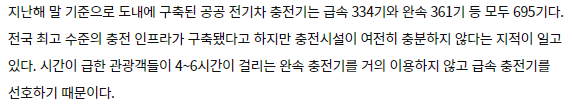 지난해 말 기준으로 도내에 구축된 공공 전기차 충전기는 급속 334기와 완속 361기 등 모두 695기다.
전국 최고 수준의 충전 인프라가 구축됐다고 하지만 충전시설이 여전히 충분하지 않다는 지적이 일고
있다. 시간이 급한 관광객들이 4~6시간이 걸리는 완속 충전기를 거의 이용하지 않고 급속 충전기를
선호하기 때문이다.